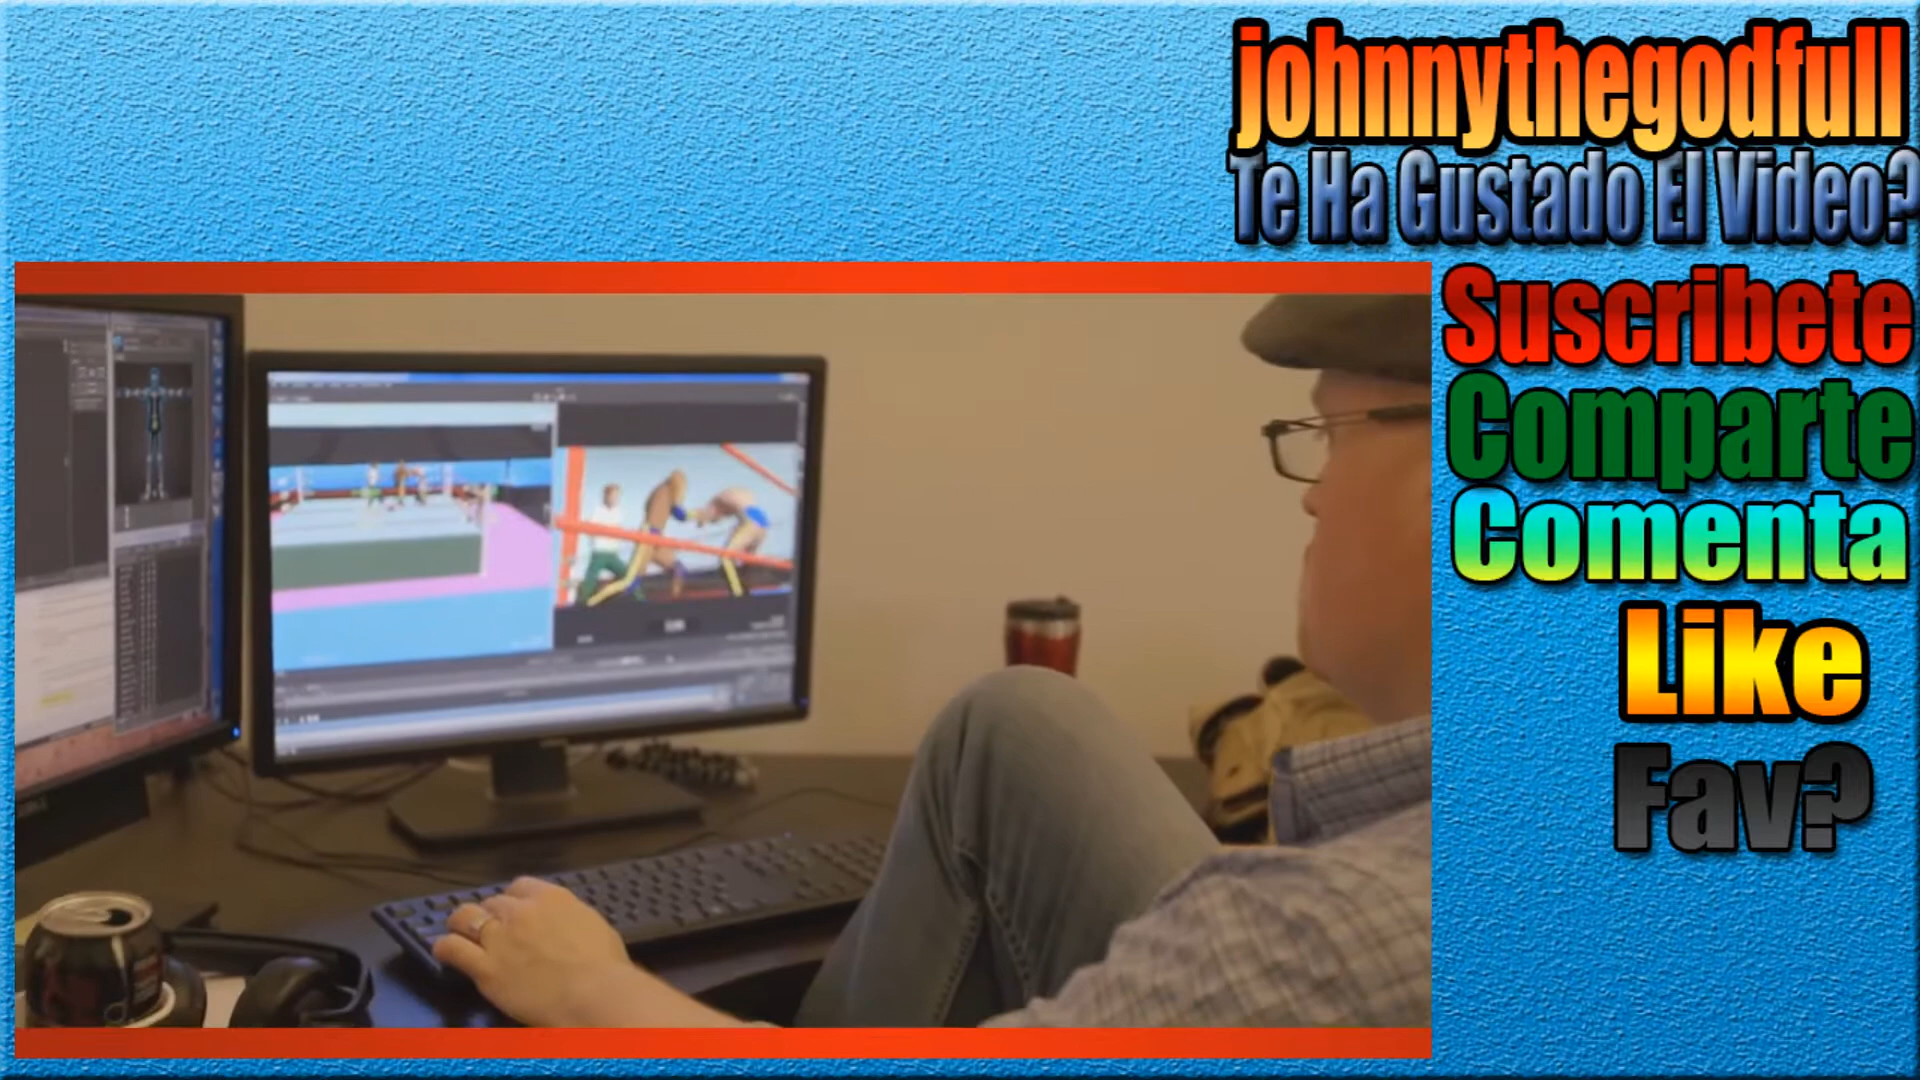 johnnythegodfull
Te Ha Gustado El Video?
Suscribete
Comparte
Comenta
Like
Fav?